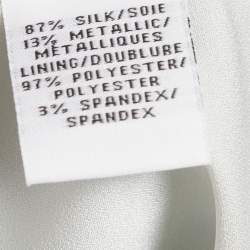 87% SILK/SOIE
13% METALLIC/
MÉTALLIQUES
LINING/DOUBLURE
97% POLYESTER/
POLYESTER
3% SPANDEX/
SPANDEX